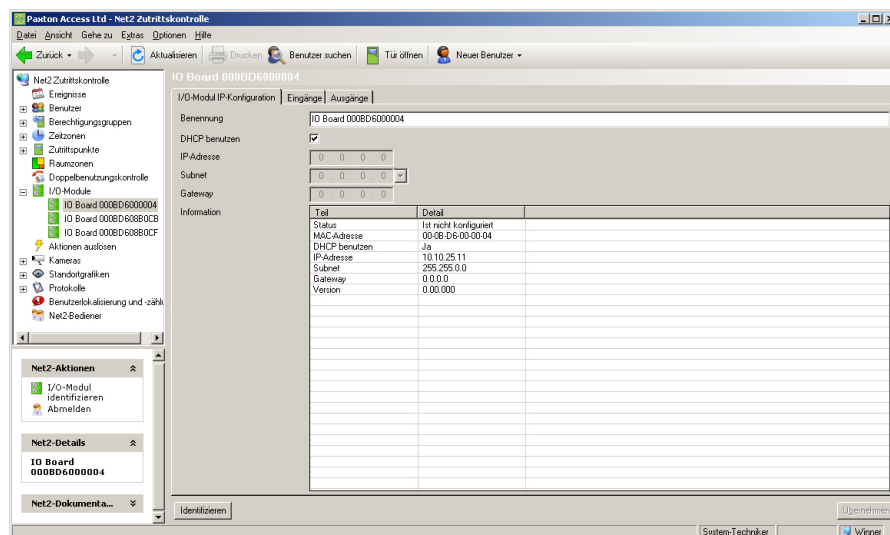 Paxton Access Ltd - Net2 Zutrittskontrolle
Datei Ansicht Gehe zu Extras Optionen Hilfe
Zurück Aktualisieren Drucken Benutzer suchen Tür öffnen Neuer Benutzer
Net2 Zutrittskontrolle
Ereignisse
Benutzer
Berechtigungsgruppen
Zeitzonen
Zutrittspunkte
Raumzonen
Doppelbenutzungskontrolle
I/O-Module
IO Board 000BD6000004
IO Board 000BD608B0CB
IO Board 000BD608B0CF
Aktionen auslösen
Kameras
Standortgrafiken
Protokolle
Benutzerlokalisierung und -zählu
Net2-Bediener
Net2-Aktionen
I/O-Modul
identifizieren
Abmelden
Net2-Details
IO Board
000BD6000004
Net2-Dokumenta...
IO Board 000BD6000004
I/O-Modul IP-Konfiguration Eingänge Ausgänge
Benennung IO Board 000BD6000004
DHCP benutzen
IP-Adresse 0 . 0 . 0 . 0
Subnet 0 . 0 . 0 . 0
Gateway 0 . 0 . 0 . 0
Information
Teil Detail
Status Ist nicht konfiguriert
MAC-Adresse 00-0B-D6-00-00-04
DHCP benutzen Ja
IP-Adresse 10.10.25.11
Subnet 255.255.0.0
Gateway 0.0.0.0
Version 0.00.000
Identifizieren Übernehmen
System-Techniker Winner